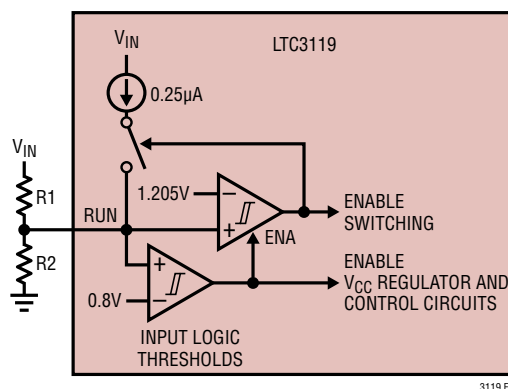 LTC3119
VIN
0.25µA
VIN
R1
1.205V
–
ENABLE
SWITCHING
RUN
+
ENA
R2
+
ENABLE
VCC REGULATOR AND
CONTROL CIRCUITS
0.8V
–
INPUT LOGIC
THRESHOLDS